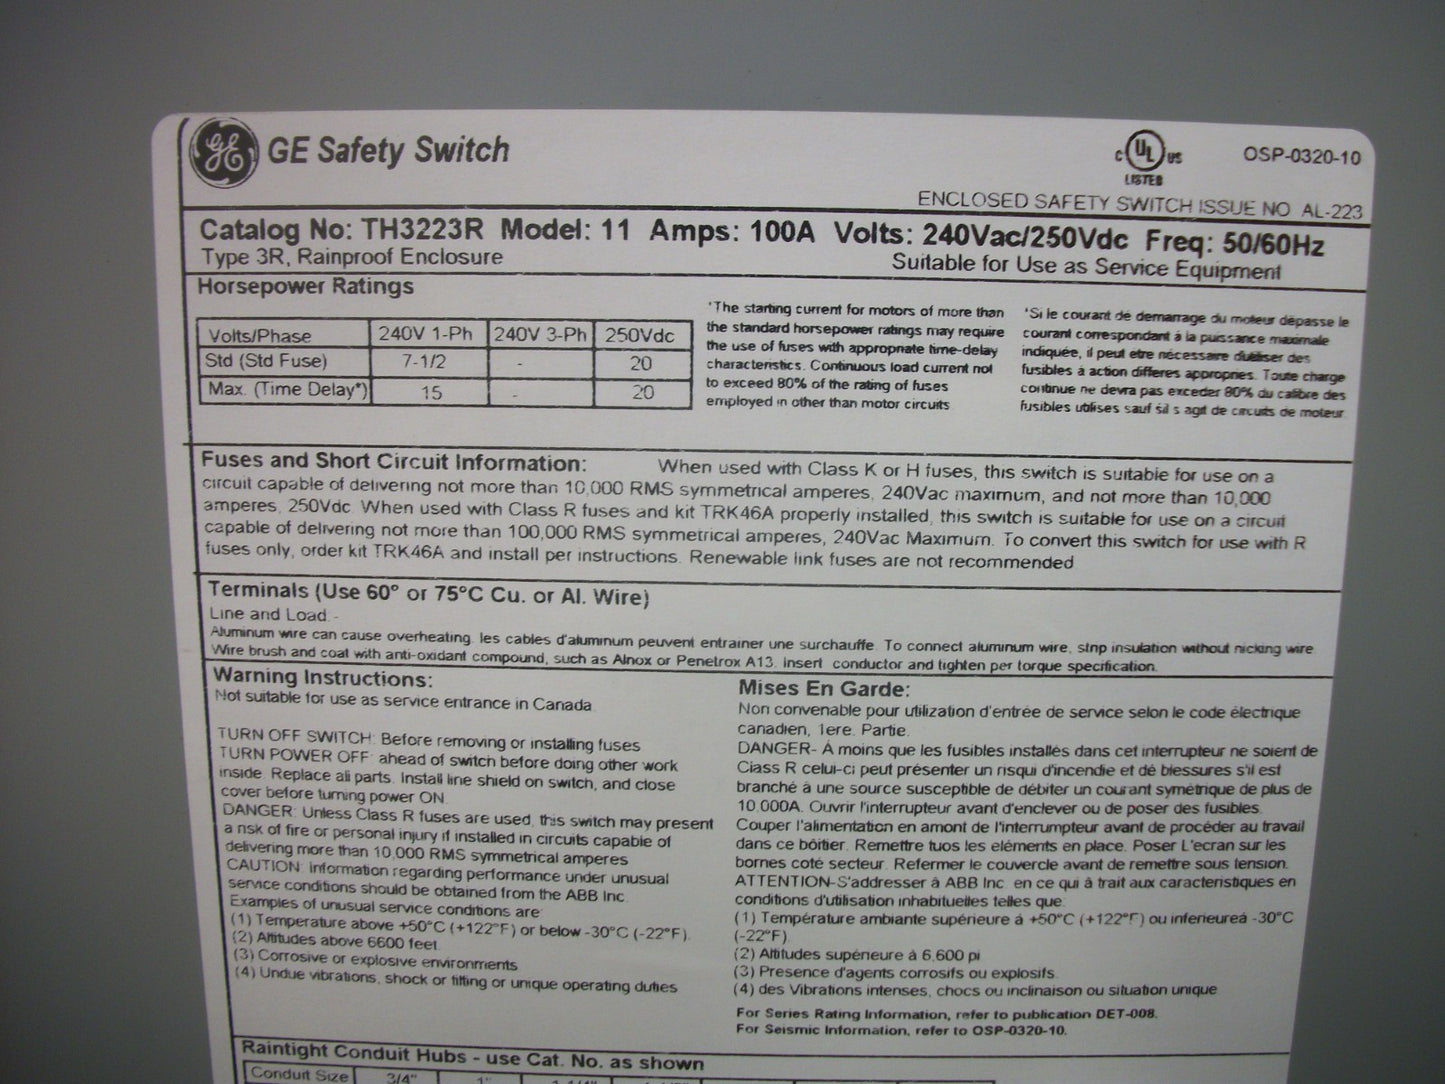 GE GE Safety Switch
c UL us LISTED
OSP-0320-10
ENCLOSED SAFETY SWITCH ISSUE NO AL-223
Catalog No: TH3223R Model: 11 Amps: 100A Volts: 240Vac/250Vdc Freq: 50/60Hz
Type 3R, Rainproof Enclosure
Suitable for Use as Service Equipment
Horsepower Ratings
Volts/Phase 240V 1-Ph 240V 3-Ph 250Vdc
Std (Std Fuse) 7-1/2 - 20
Max. (Time Delay*) 15 - 20
*The starting current for motors of more than
the standard horsepower ratings may require
the use of fuses with appropriate time-delay
characteristics. Continuous load current not
to exceed 80% of the rating of fuses
employed in other than motor circuits
*Si le courant de demarrage du moteur dépasse le
courant correspondant à la puissance maximale
indiquée, il peut etre nécessaire d'utiliser des
fusibles à action differes appropries. Toute charge
continue ne devra pas exceder 80% du calibre des
fusibles utilises sauf sil s agit de circuits de moteur
Fuses and Short Circuit Information: When used with Class K or H fuses, this switch is suitable for use on a
circuit capable of delivering not more than 10,000 RMS symmetrical amperes, 240Vac maximum, and not more than 10,000
amperes, 250Vdc. When used with Class R fuses and kit TRK46A properly installed, this switch is suitable for use on a circuit
capable of delivering not more than 100,000 RMS symmetrical amperes, 240Vac Maximum. To convert this switch for use with R
fuses only, order kit TRK46A and install per instructions. Renewable link fuses are not recommended
Terminals (Use 60° or 75°C Cu. or Al. Wire)
Line and Load. -
Aluminum wire can cause overheating. les cables d'aluminum peuvent entrainer une surchauffe. To connect aluminum wire, strip insulation without nicking wire
Wire brush and coat with anti-oxidant compound, such as Alnox or Penetrox A13. Insert conductor and tighten per torque specification.
Warning Instructions:
Not suitable for use as service entrance in Canada
TURN OFF SWITCH: Before removing or installing fuses
TURN POWER OFF: ahead of switch before doing other work
inside. Replace all parts. Install line shield on switch, and close
cover before turning power ON
DANGER: Unless Class R fuses are used, this switch may present
a risk of fire or personal injury if installed in circuits capable of
delivering more than 10,000 RMS symmetrical amperes
CAUTION: Information regarding performance under unusual
service conditions should be obtained from the ABB Inc.
Examples of unusual service conditions are:
(1) Temperature above +50°C (+122°F) or below -30°C (-22°F).
(2) Altitudes above 6600 feet
(3) Corrosive or explosive environments
(4) Undue vibrations, shock or tilting or unique operating duties
Mises En Garde:
Non convenable pour utilization d'entrée de service selon le code électrique
canadien, 1ere. Partie.
DANGER- À moins que les fusibles installés dans cet interrupteur ne soient de
Class R celui-ci peut présenter un risqui d'incendie et dé blessures s'il est
branché à une source susceptible de débiter un courant symétrique de plus de
10 000A. Ouvrir l'interrupteur avant d'enclever ou de poser des fusibles.
Couper l'alimentation en amont de l'interrumpteur avant de procéder au travail
dans ce bôitier. Remettre tuos les eléments en place. Poser L'ecran sur les
bornes coté secteur. Refermer le couvercle avant de remettre sous tension.
ATTENTION-S'addresser à ABB Inc. en ce qui à trait aux caracteristiques en
conditions d'utilisation inhabituelles telles que:
(1) Température ambiante supérieure à +50°C (+122°F) ou inferieureà -30°C
(-22°F).
(2) Altitudes supérieure à 6,600 pi
(3) Presence d'agents corrosifs ou explosifs.
(4) des Vibrations intenses, chocs ou inclinaison ou situation unique
For Series Rating Information, refer to publication DET-008.
For Seismic Information, refer to OSP-0320-10.
Raintight Conduit Hubs - use Cat. No. as shown
Conduit Size 3/4" 1"